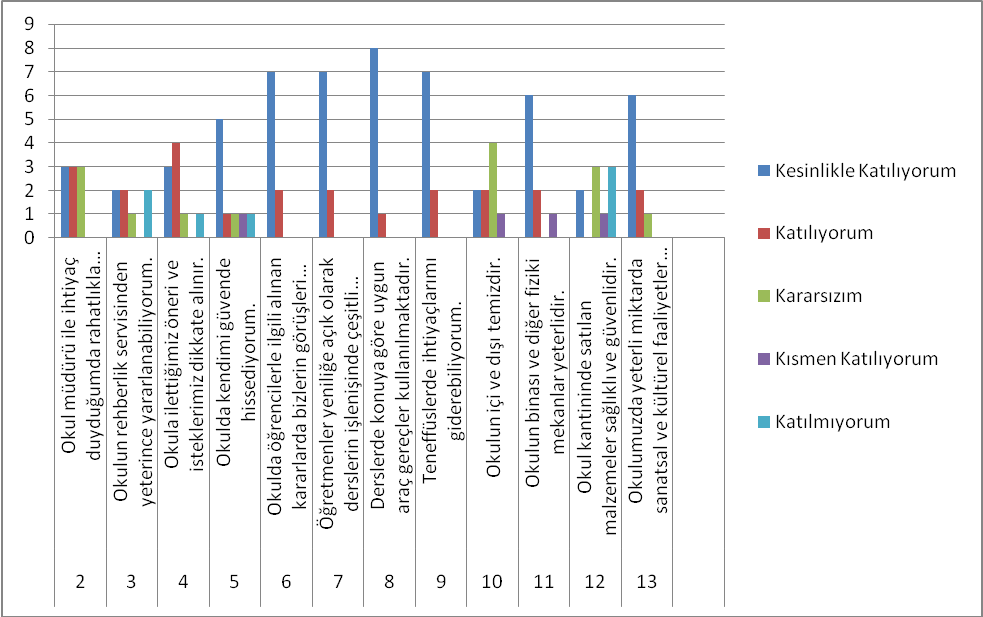 9
8
7
6
5
4
3
2
1
0
Okul müdürü ile ihtiyaç
duyduğumda rahatlıkla...
Okulun rehberlik servisinden
yeterince yararlanabiliyorum.
Okula ilettiğimiz öneri ve
isteklerimiz dikkate alınır.
Okulda kendimi güvende
hissediyorum.
Okulda öğrencilerle ilgili alınan
kararlarda bizlerin görüşleri...
Öğretmenler yeniliğe açık olarak
derslerin işlenişinde çeşitli...
Derslerde konuya göre uygun
araç gereçler kullanılmaktadır.
Teneffüslerde ihtiyaçlarımı
giderebiliyorum.
Okulun içi ve dışı temizdir.
Okulun binası ve diğer fiziki
mekanlar yeterlidir.
Okul kantininde satılan
malzemeler sağlıklı ve güvenlidir.
Okulumuzda yeterli miktarda
sanatsal ve kültürel faaliyetler...
2 3 4 5 6 7 8 9 10 11 12 13
Kesinlikle Katılıyorum
Katılıyorum
Kararsızım
Kısmen Katılıyorum
Katılmıyorum